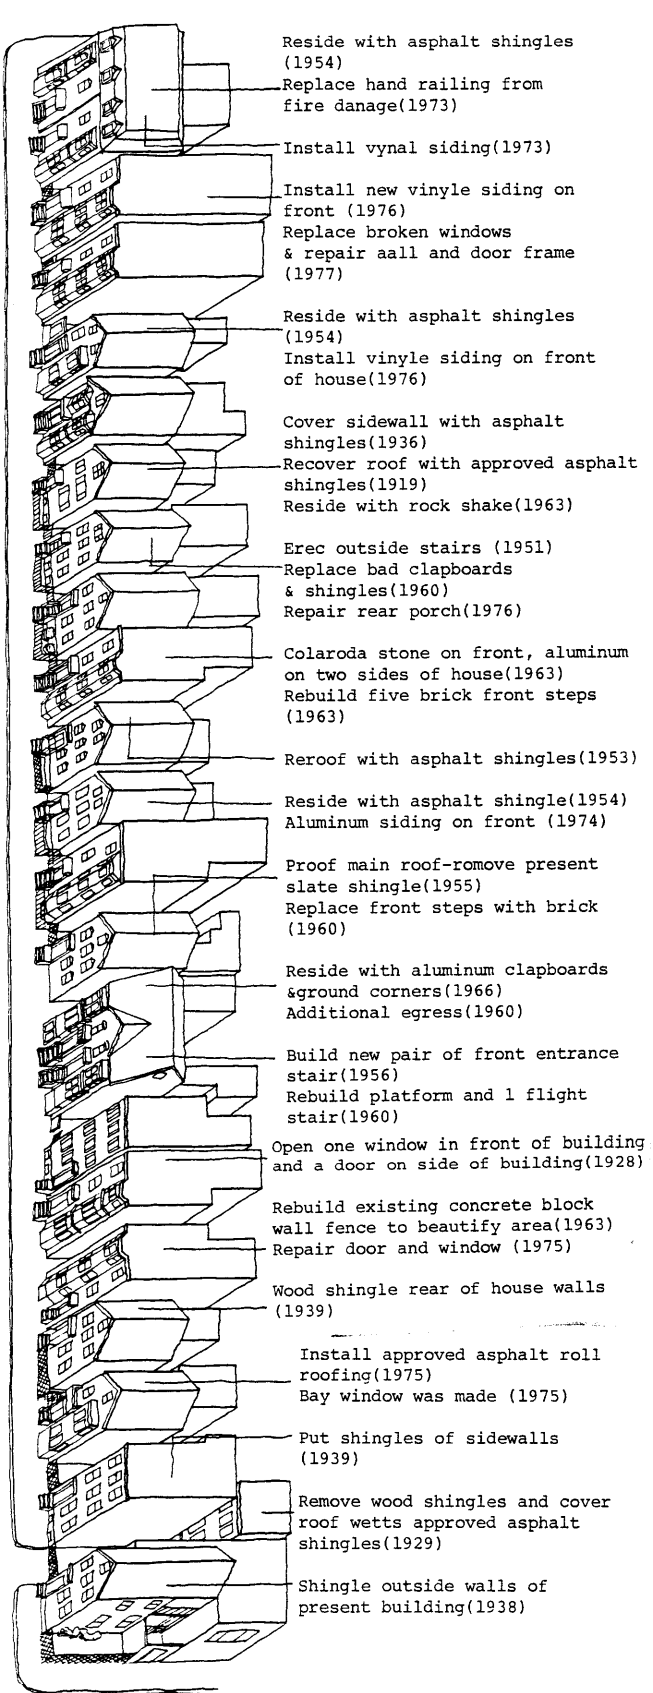 Reside with asphalt shingles
(1954)
Replace hand railing from
fire danage(1973)
Install vynal siding(1973)
Install new vinyle siding on
front (1976)
Replace broken windows
& repair aall and door frame
(1977)
Reside with asphalt shingles
(1954)
Install vinyle siding on front
of house(1976)
Cover sidewall with asphalt
shingles(1936)
Recover roof with approved asphalt
shingles(1919)
Reside with rock shake(1963)
Erec outside stairs (1951)
Replace bad clapboards
& shingles(1960)
Repair rear porch(1976)
Colaroda stone on front, aluminum
on two sides of house(1963)
Rebuild five brick front steps
(1963)
Reroof with asphalt shingles(1953)
Reside with asphalt shingle(1954)
Aluminum siding on front (1974)
Proof main roof-romove present
slate shingle(1955)
Replace front steps with brick
(1960)
Reside with aluminum clapboards
&ground corners(1966)
Additional egress(1960)
Build new pair of front entrance
stair(1956)
Rebuild platform and 1 flight
stair(1960)
Open one window in front of building
and a door on side of building(1928)
Rebuild existing concrete block
wall fence to beautify area(1963)
Repair door and window (1975)
Wood shingle rear of house walls
(1939)
Install approved asphalt roll
roofing(1975)
Bay window was made (1975)
Put shingles of sidewalls
(1939)
Remove wood shingles and cover
roof wetts approved asphalt
shingles(1929)
Shingle outside walls of
present building(1938)